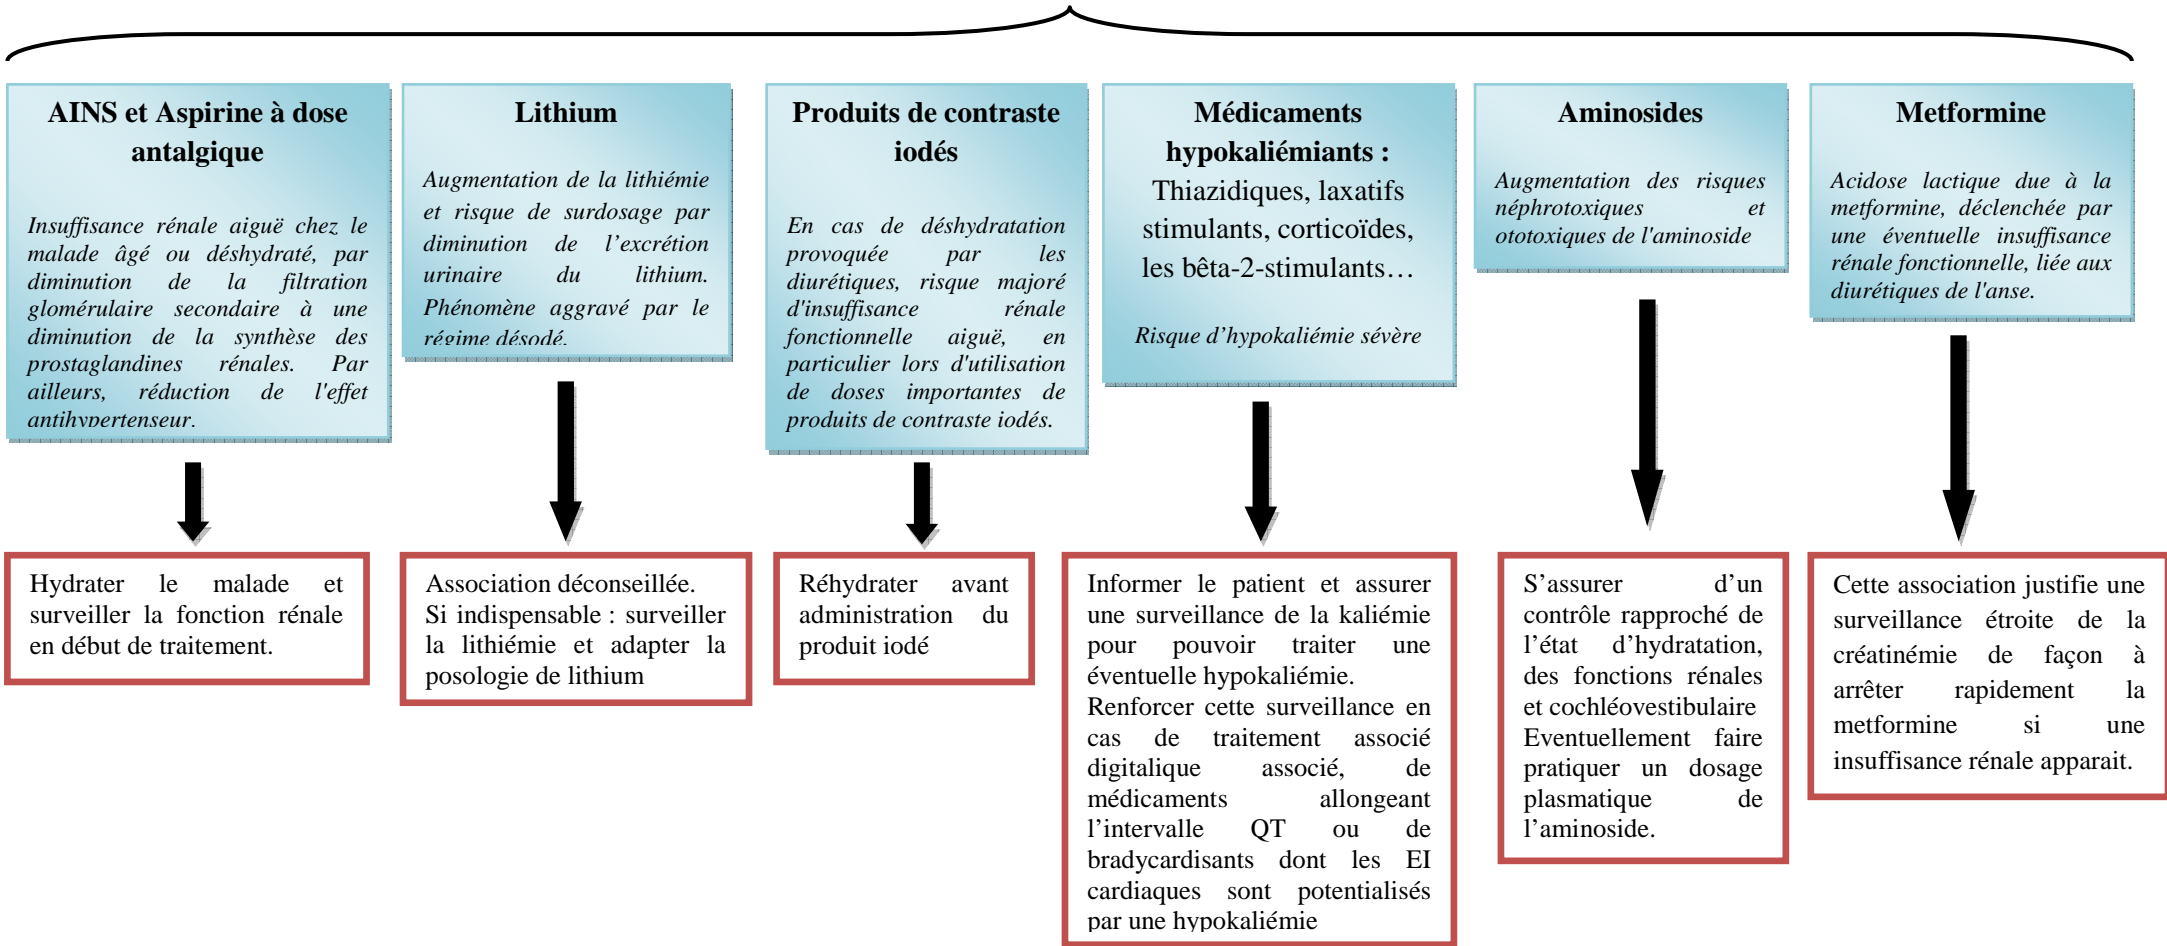 AINS et Aspirine à dose
antalgique
Insuffisance rénale aiguë chez le
malade âgé ou déshydraté, par
diminution de la filtration
glomérulaire secondaire à une
diminution de la synthèse des
prostaglandines rénales. Par
ailleurs, réduction de l'effet
antihypertenseur.
Lithium
Augmentation de la lithiémie
et risque de surdosage par
diminution de l’excrétion
urinaire du lithium.
Phénomène aggravé par le
régime désodé.
Produits de contraste
iodés
En cas de déshydratation
provoquée par les
diurétiques, risque majoré
d'insuffisance rénale
fonctionnelle aiguë, en
particulier lors d'utilisation
de doses importantes de
produits de contraste iodés.
Médicaments
hypokaliémiants :
Thiazidiques, laxatifs
stimulants, corticoïdes,
les bêta-2-stimulants…
Risque d’hypokaliémie sévère
Aminosides
Augmentation des risques
néphrotoxiques et
ototoxiques de l'aminoside
Metformine
Acidose lactique due à la
metformine, déclenchée par
une éventuelle insuffisance
rénale fonctionnelle, liée aux
diurétiques de l'anse.
Hydrater le malade et
surveiller la fonction rénale
en début de traitement.
Association déconseillée.
Si indispensable : surveiller
la lithiémie et adapter la
posologie de lithium
Réhydrater avant
administration du
produit iodé
Informer le patient et assurer
une surveillance de la kaliémie
pour pouvoir traiter une
éventuelle hypokaliémie.
Renforcer cette surveillance en
cas de traitement associé
digitalique associé, de
médicaments allongeant
l’intervalle QT ou de
bradycardisants dont les EI
cardiaques sont potentialisés
par une hypokaliémie
S’assurer d’un
contrôle rapproché de
l’état d’hydratation,
des fonctions rénales
et cochléovestibulaire
Eventuellement faire
pratiquer un dosage
plasmatique de
l’aminoside.
Cette association justifie une
surveillance étroite de la
créatinémie de façon à
arrêter rapidement la
metformine si une
insuffisance rénale apparait.